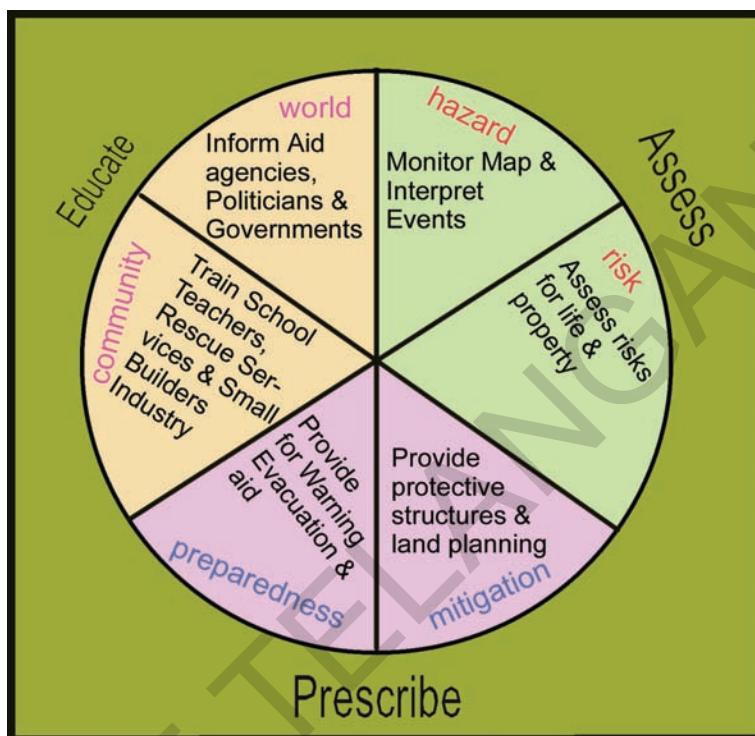 Educate
Assess
world
Inform Aid
agencies,
Politicians &
Governments
hazard
Monitor Map &
Interpret
Events
risk
Assess risks
for life &
property
community
Train School
Teachers,
Rescue Ser-
vices & Small
Builders
Industry
Provide
for Warning
Evacuation &
aid
preparedness
Provide
protective
structures &
land planning
mitigation
Prescribe
TELANGAN